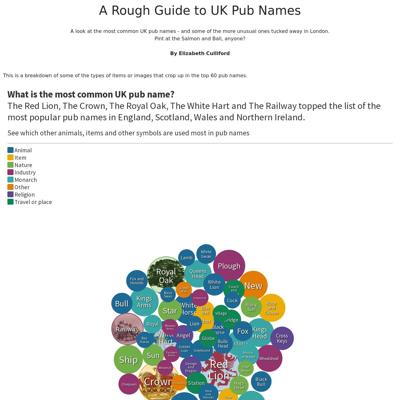 A Rough Guide to UK Pub Names
A look at the most common UK pub names - and some of the more unusual ones tucked away in London.
Pint at the Salmon and Ball, anyone?
By Elizabeth Culliford
This is a breakdown of some of the types of items or images that crop up in the top 60 pub names.
What is the most common UK pub name?
The Red Lion, The Crown, The Royal Oak, The White Hart and The Railway topped the list of the
most popular pub names in England, Scotland, Wales and Northern Ireland.
See which other animals, items and other symbols are used most in pub names
Animal
Item
Nature
Industry
Monarch
Other
Religion
Travel or place
White
Swan
Lamb
Royal
Oak
Queens
Head
Plough
White
Lion
New
Bull
Kings
Arms
White
Horse
Cock
Star
Railway
Royal
Lion
Fox
Kings
Head
Cross
Keys
Angel
Globe
Bulls
Head
Ship
Sun
Red
Lion
Crown
Station
Black
Bull